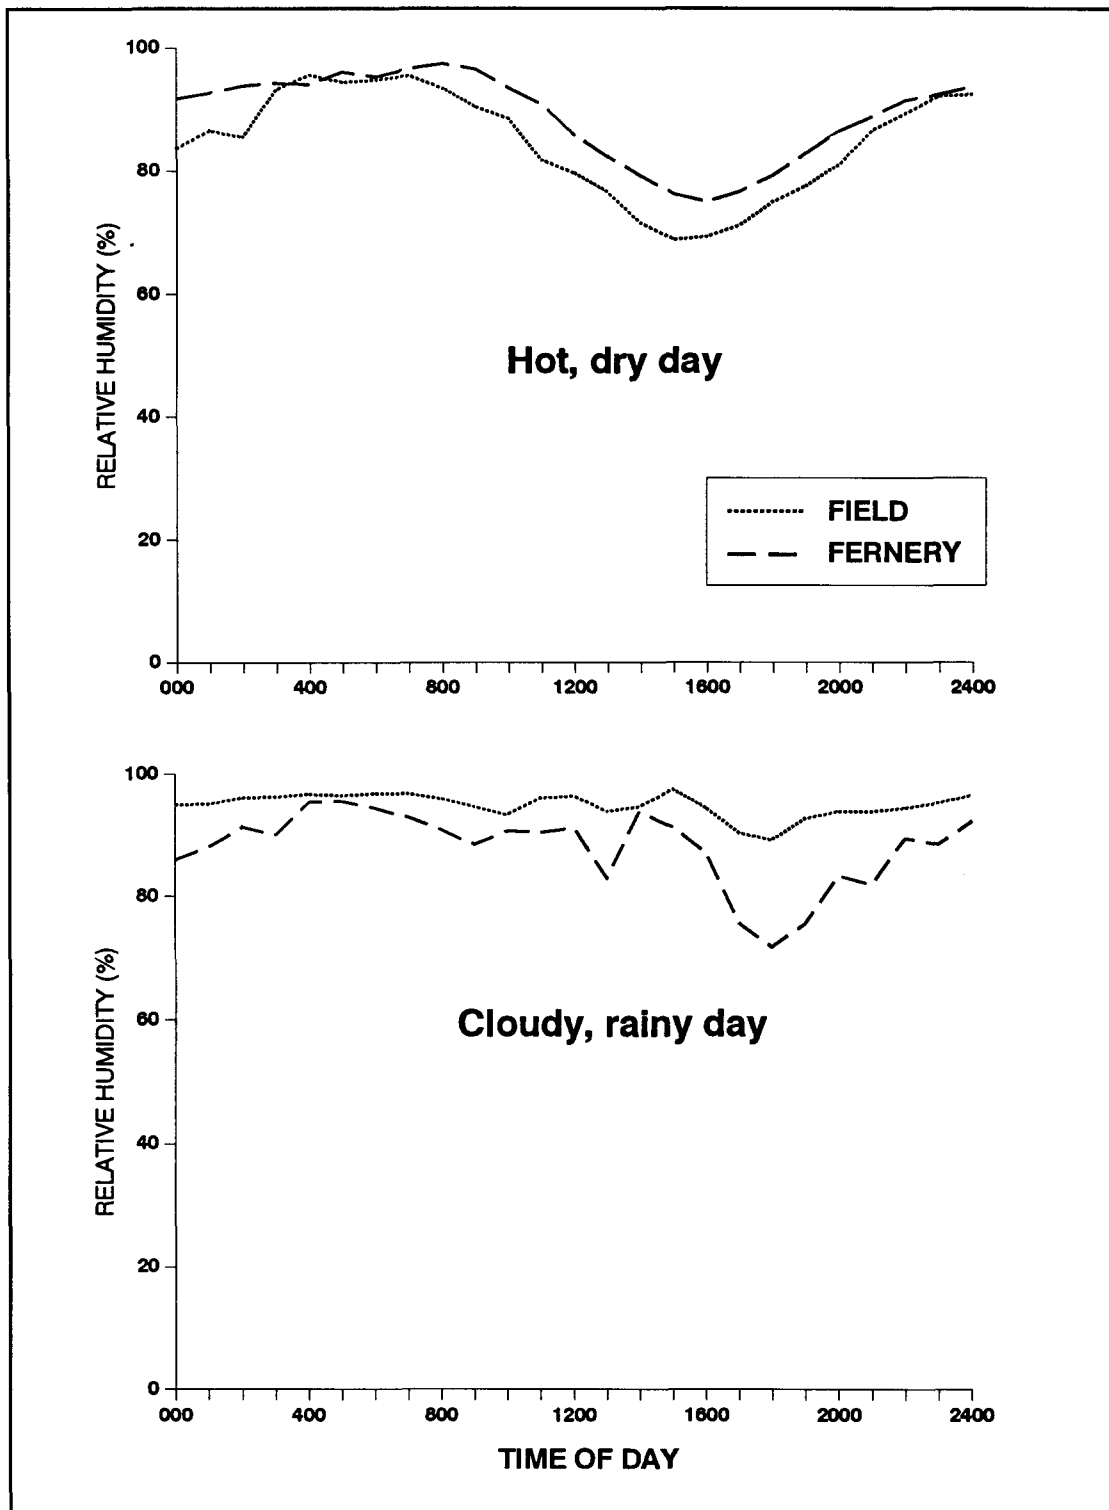 100
80
60
40
20
0
RELATIVE HUMIDITY (%)
Hot, dry day
FIELD
FERNERY
000 400 800 1200 1600 2000 2400
100
80
60
40
20
0
RELATIVE HUMIDITY (%)
Cloudy, rainy day
000 400 800 1200 1600 2000 2400
TIME OF DAY